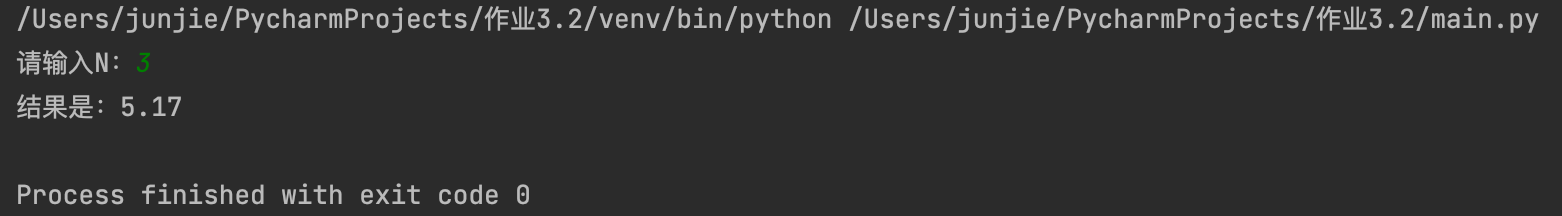 /Users/junjie/PycharmProjects/作业3.2/venv/bin/python /Users/junjie/PycharmProjects/作业3.2/main.py
请输入N：3
结果是：5.17
Process finished with exit code 0